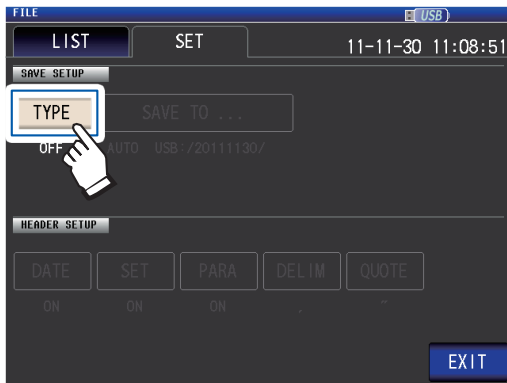 FILE
USB
LIST SET 11-11-30 11:08:51
SAVE SETUP
TYPE SAVE TO ...
OFF AUTO USB:/20111130/
HEADER SETUP
DATE SET PARA DELIM QUOTE
ON ON ON , ~
EXIT